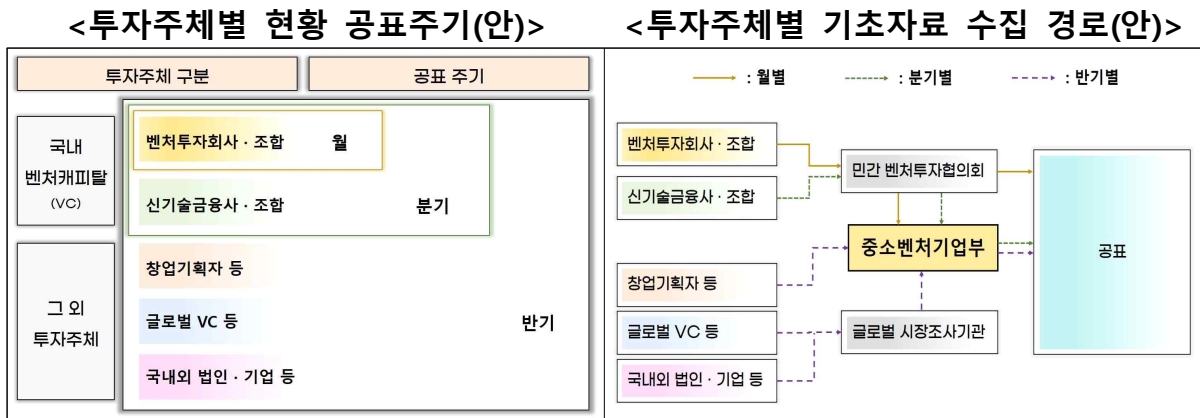 <투자주체별 현황 공표주기(안)>
투자주체 구분
공표 주기
국내
벤처캐피탈
(VC)
벤처투자회사 · 조합
월
신기술금융사 · 조합
분기
그 외
투자주체
창업기획자 등
글로벌 VC 등
국내외 법인 · 기업 등
반기
<투자주체별 기초자료 수집 경로(안)>
: 월별
: 분기별
: 반기별
벤처투자회사 · 조합
신기술금융사 · 조합
민간 벤처투자협의회
중소벤처기업부
공표
창업기획자 등
글로벌 VC 등
국내외 법인 · 기업 등
글로벌 시장조사기관